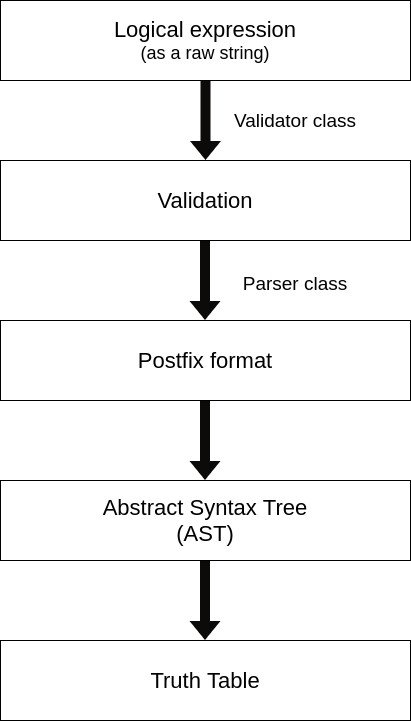 Logical expression
(as a raw string)
Validator class
Validation
Parser class
Postfix format
Abstract Syntax Tree
(AST)
Truth Table